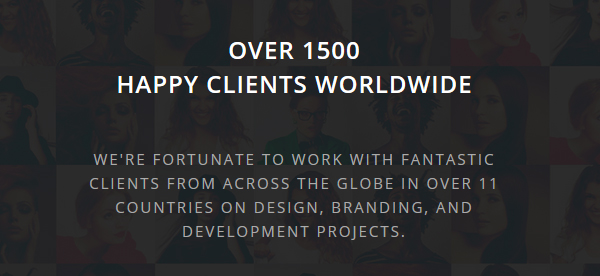 OVER 1500
HAPPY CLIENTS WORLDWIDE
WE'RE FORTUNATE TO WORK WITH FANTASTIC
CLIENTS FROM ACROSS THE GLOBE IN OVER 11
COUNTRIES ON DESIGN, BRANDING, AND
DEVELOPMENT PROJECTS.